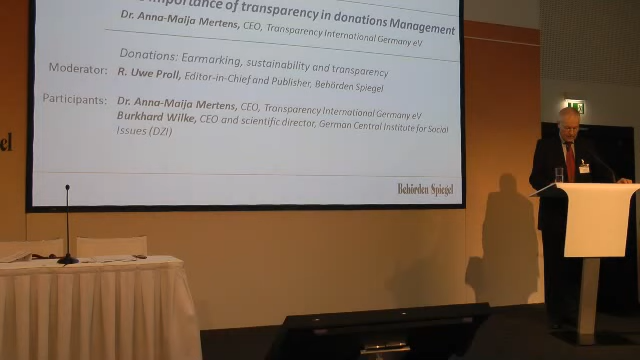 importance of transparency in donations Management
Dr. Anna-Maija Mertens, CEO, Transparency International Germany eV
Donations: Earmarking, sustainability and transparency
Moderator: R. Uwe Proll, Editor-in-Chief and Publisher, Behörden Spiegel
Participants: Dr. Anna-Maija Mertens, CEO, Transparency International Germany eV
Burkhard Wilke, CEO and scientific director, German Central Institute for Social
Issues (DZI)
Behörden Spiegel